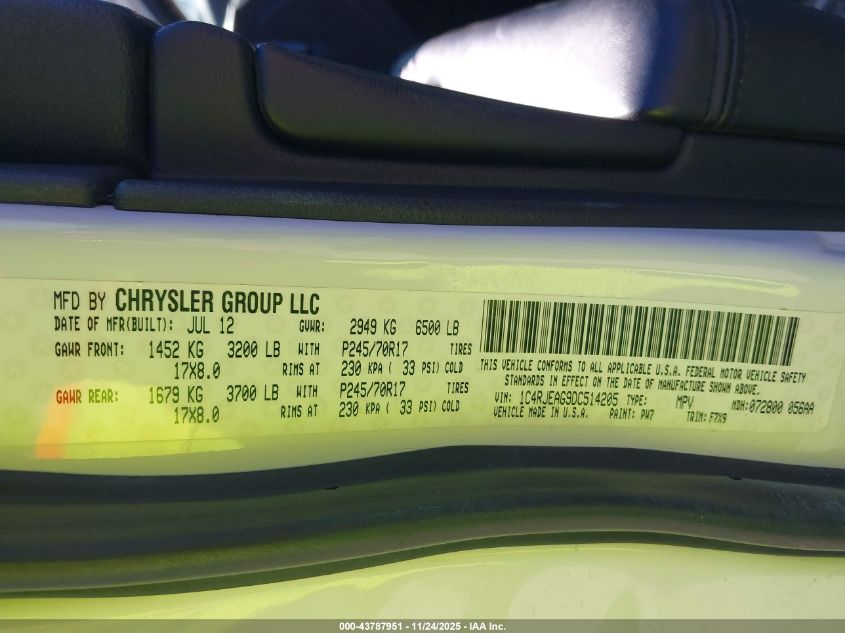 MFD BY CHRYSLER GROUP LLC
DATE OF MFR(BUILT): JUL 12 GVWR: 2949 KG 6500 LB
GAWR FRONT: 1452 KG 3200 LB WITH P245/70R17 TIRES
17X8.0 RIMS AT 230 KPA ( 33 PSI) COLD
GAWR REAR: 1679 KG 3700 LB WITH P245/70R17 TIRES
17X8.0 RIMS AT 230 KPA ( 33 PSI) COLD
THIS VEHICLE CONFORMS TO ALL APPLICABLE U.S.A. FEDERAL MOTOR VEHICLE SAFETY
STANDARDS IN EFFECT ON THE DATE OF MANUFACTURE SHOWN ABOVE.
VIN: 1C4RJEAG9DC514205 TYPE: MPV MDH:072800 056AA
VEHICLE MADE IN U.S.A. PAINT: PW7 TRIM: F7X9
000-43787951 - 11/24/2025 - IAA Inc.